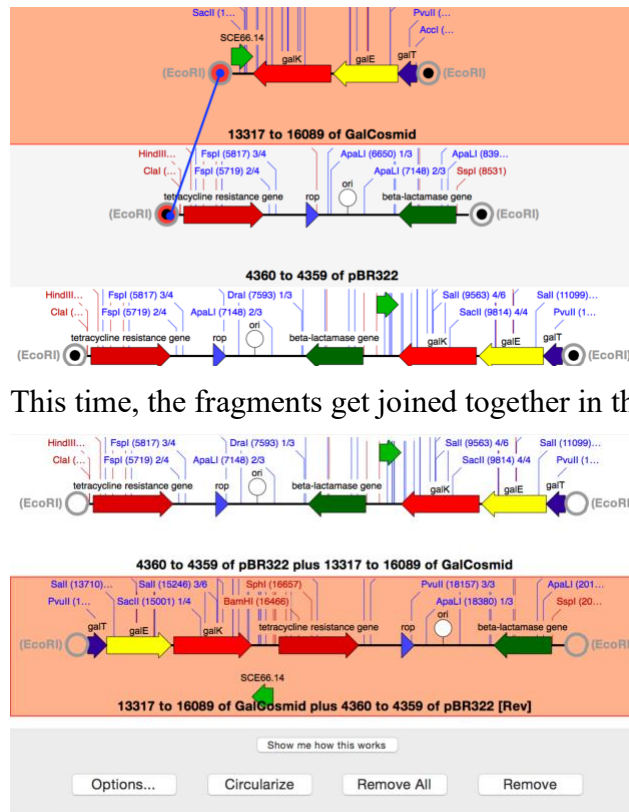 SacII (1... PvuII (...
SCE66.14 AccI (...
galK galE galT
(EcoRI) (EcoRI)
13317 to 16089 of GalCosmid
HindIII... FspI (5817) 3/4 ApaLI (6650) 1/3 ApaLI (839...
ClaI (... FspI (5719) 2/4 ApaLI (7148) 2/3 SspI (8531)
tetracycline resistance gene rop ori beta-lactamase gene
(EcoRI) (EcoRI)
4360 to 4359 of pBR322
HindIII... FspI (5817) 3/4 DraI (7593) 1/3 SalI (9563) 4/6 SalI (11099)...
ClaI (... FspI (5719) 2/4 ApaLI (7148) 2/3 SacII (9814) 4/4 PvuII (1...
tetracycline resistance gene rop ori beta-lactamase gene galK galE galT
(EcoRI) (EcoRI)
This time, the fragments get joined together in th
HindIII... FspI (5817) 3/4 DraI (7593) 1/3 SalI (9563) 4/6 SalI (11099)...
ClaI (... FspI (5719) 2/4 ApaLI (7148) 2/3 SacII (9814) 4/4 PvuII (1...
tetracycline resistance gene rop ori beta-lactamase gene galK galE galT
(EcoRI) (EcoRI)
4360 to 4359 of pBR322 plus 13317 to 16089 of GalCosmid
SalI (13710)... SalI (15246) 3/6 SphI (16657) PvuII (18157) 3/3 ApaLI (201...
PvuII (1... SacII (15001) 1/4 BamHI (16466) ApaLI (18380) 1/3 SspI (20...
galT galE galK tetracycline resistance gene rop ori beta-lactamase gene
(EcoRI) (EcoRI)
SCE66.14
13317 to 16089 of GalCosmid plus 4360 to 4359 of pBR322 [Rev]
Show me how this works
Options... Circularize Remove All Remove